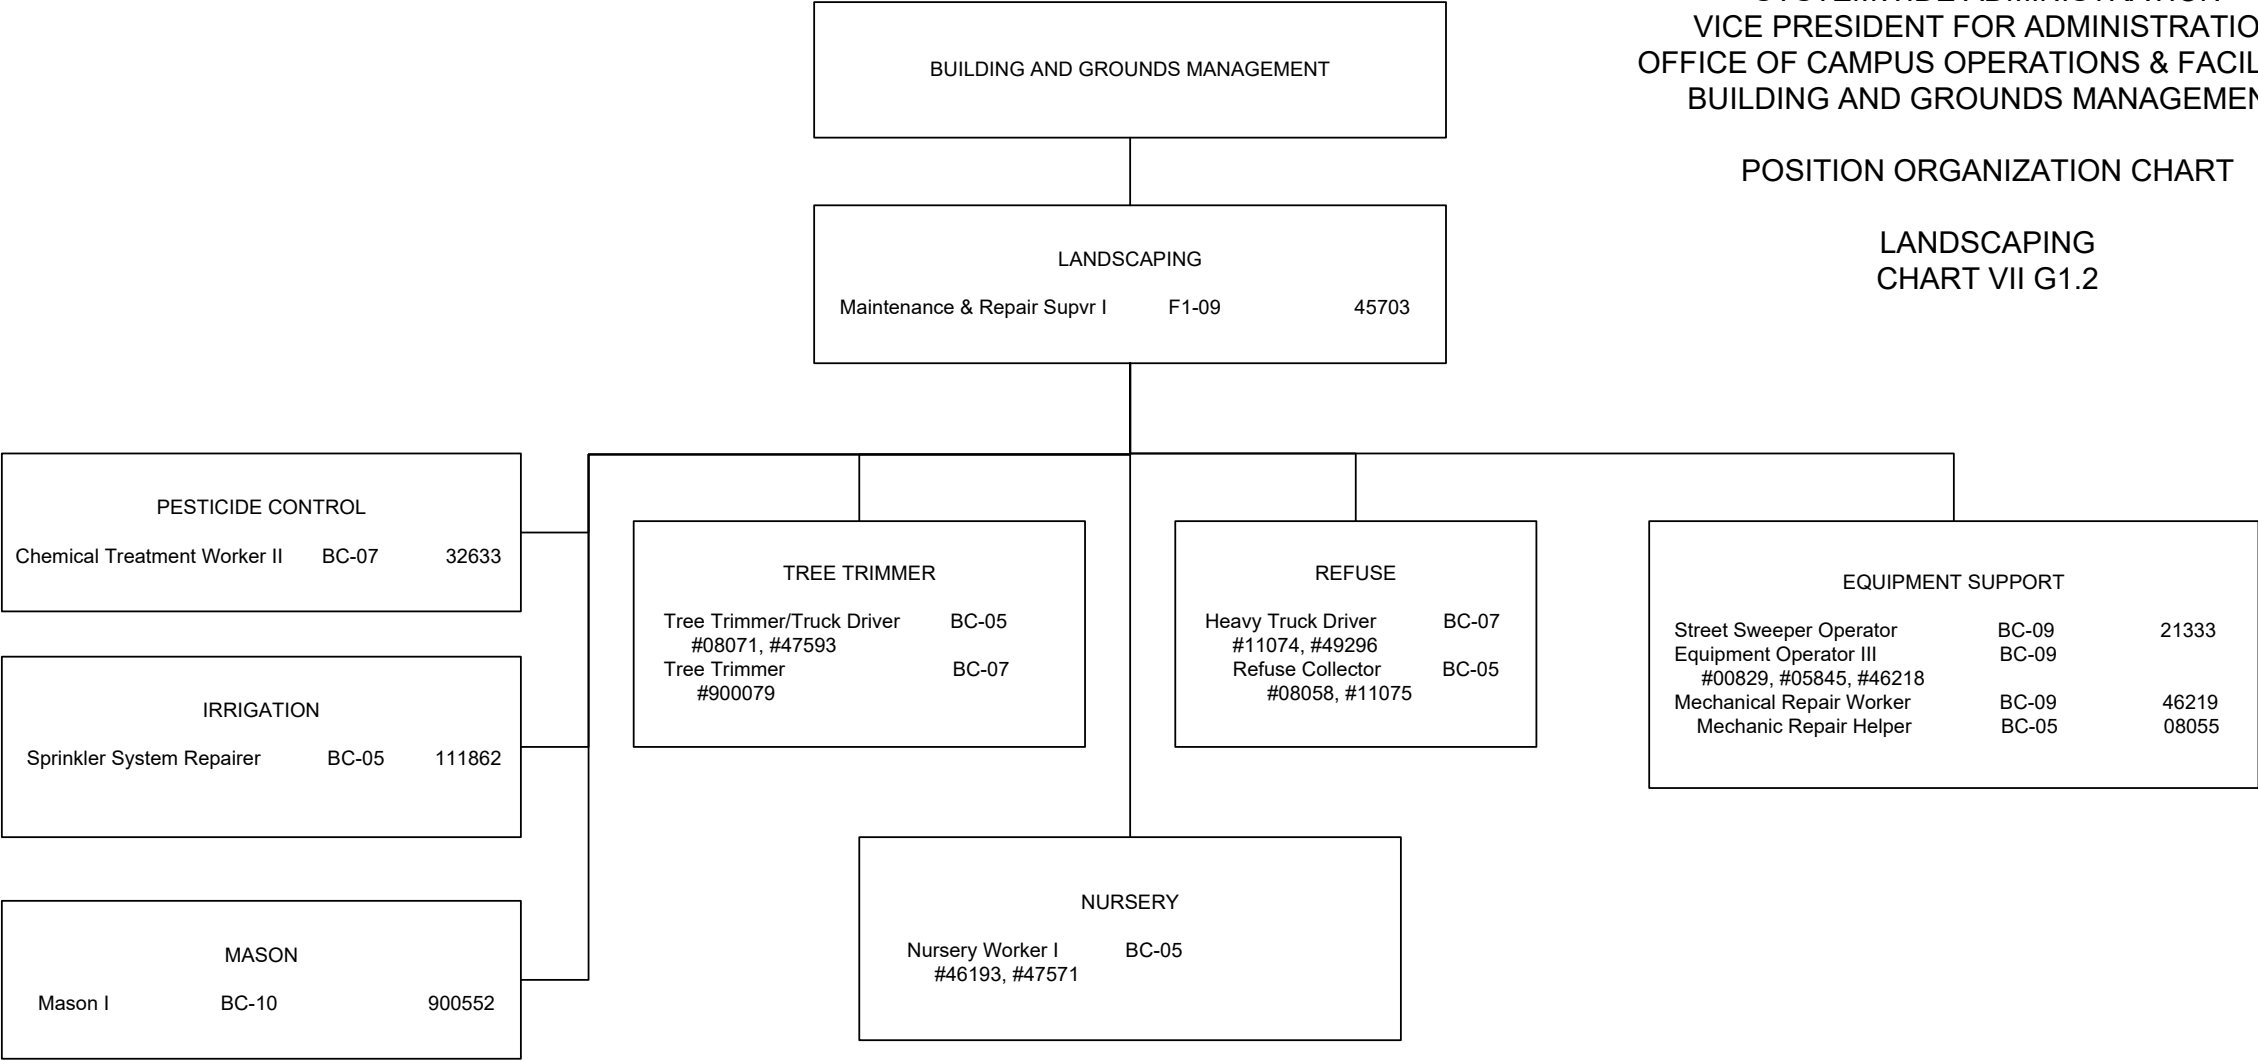 VICE PRESIDENT FOR ADMINISTRATIO
OFFICE OF CAMPUS OPERATIONS & FACIL
BUILDING AND GROUNDS MANAGEMEN
POSITION ORGANIZATION CHART
LANDSCAPING
CHART VII G1.2
BUILDING AND GROUNDS MANAGEMENT
LANDSCAPING
Maintenance & Repair Supvr I F1-09 45703
PESTICIDE CONTROL
Chemical Treatment Worker II BC-07 32633
IRRIGATION
Sprinkler System Repairer BC-05 111862
MASON
Mason I BC-10 900552
TREE TRIMMER
Tree Trimmer/Truck Driver BC-05
#08071, #47593
Tree Trimmer BC-07
#900079
NURSERY
Nursery Worker I BC-05
#46193, #47571
REFUSE
Heavy Truck Driver BC-07
#11074, #49296
Refuse Collector BC-05
#08058, #11075
EQUIPMENT SUPPORT
Street Sweeper Operator BC-09 21333
Equipment Operator III BC-09
#00829, #05845, #46218
Mechanical Repair Worker BC-09 46219
Mechanic Repair Helper BC-05 08055